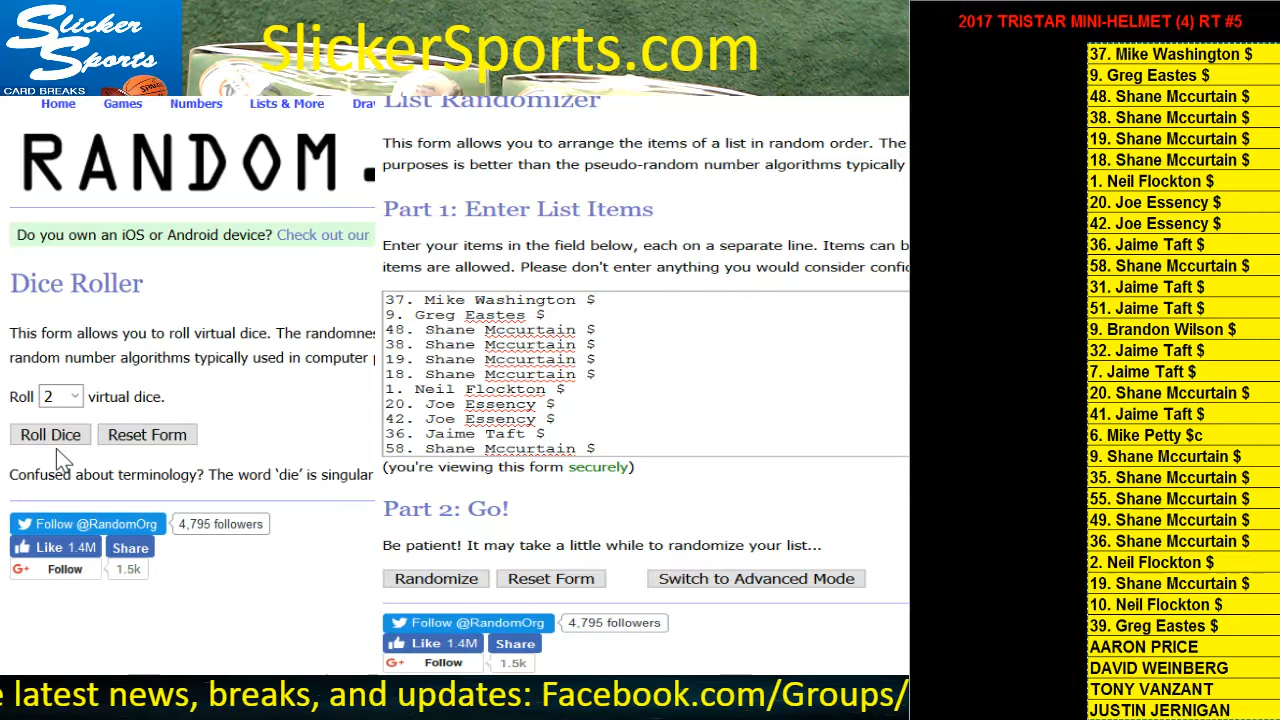 Slicker
Sports
CARD BREAKS
SlickerSports.com
Home Games Numbers Lists & More Drav
RANDOM.
Do you own an iOS or Android device? Check out our
Dice Roller
This form allows you to roll virtual dice. The randomnes
random number algorithms typically used in computer p
Roll 2 virtual dice.
Roll Dice Reset Form
Confused about terminology? The word ‘die’ is singular
Follow @RandomOrg 4,795 followers
Like 1.4M Share
G+ Follow 1.5k
List Randomizer
This form allows you to arrange the items of a list in random order. The
purposes is better than the pseudo-random number algorithms typically
Part 1: Enter List Items
Enter your items in the field below, each on a separate line. Items can b
items are allowed. Please don't enter anything you would consider confid
37. Mike Washington $
9. Greg Eastes $
48. Shane Mccurtain $
38. Shane Mccurtain $
19. Shane Mccurtain $
18. Shane Mccurtain $
1. Neil Flockton $
20. Joe Essency $
42. Joe Essency $
36. Jaime Taft $
58. Shane Mccurtain $
(you're viewing this form securely)
Part 2: Go!
Be patient! It may take a little while to randomize your list...
Randomize Reset Form Switch to Advanced Mode
Follow @RandomOrg 4,795 followers
Like 1.4M Share
G+ Follow 1.5k
2017 TRISTAR MINI-HELMET (4) RT #5
37. Mike Washington $
9. Greg Eastes $
48. Shane Mccurtain $
38. Shane Mccurtain $
19. Shane Mccurtain $
18. Shane Mccurtain $
1. Neil Flockton $
20. Joe Essency $
42. Joe Essency $
36. Jaime Taft $
58. Shane Mccurtain $
31. Jaime Taft $
51. Jaime Taft $
9. Brandon Wilson $
32. Jaime Taft $
7. Jaime Taft $
20. Shane Mccurtain $
41. Jaime Taft $
6. Mike Petty $c
9. Shane Mccurtain $
35. Shane Mccurtain $
55. Shane Mccurtain $
49. Shane Mccurtain $
36. Shane Mccurtain $
2. Neil Flockton $
19. Shane Mccurtain $
10. Neil Flockton $
39. Greg Eastes $
AARON PRICE
DAVID WEINBERG
TONY VANZANT
JUSTIN JERNIGAN
e latest news, breaks, and updates: Facebook.com/Groups/